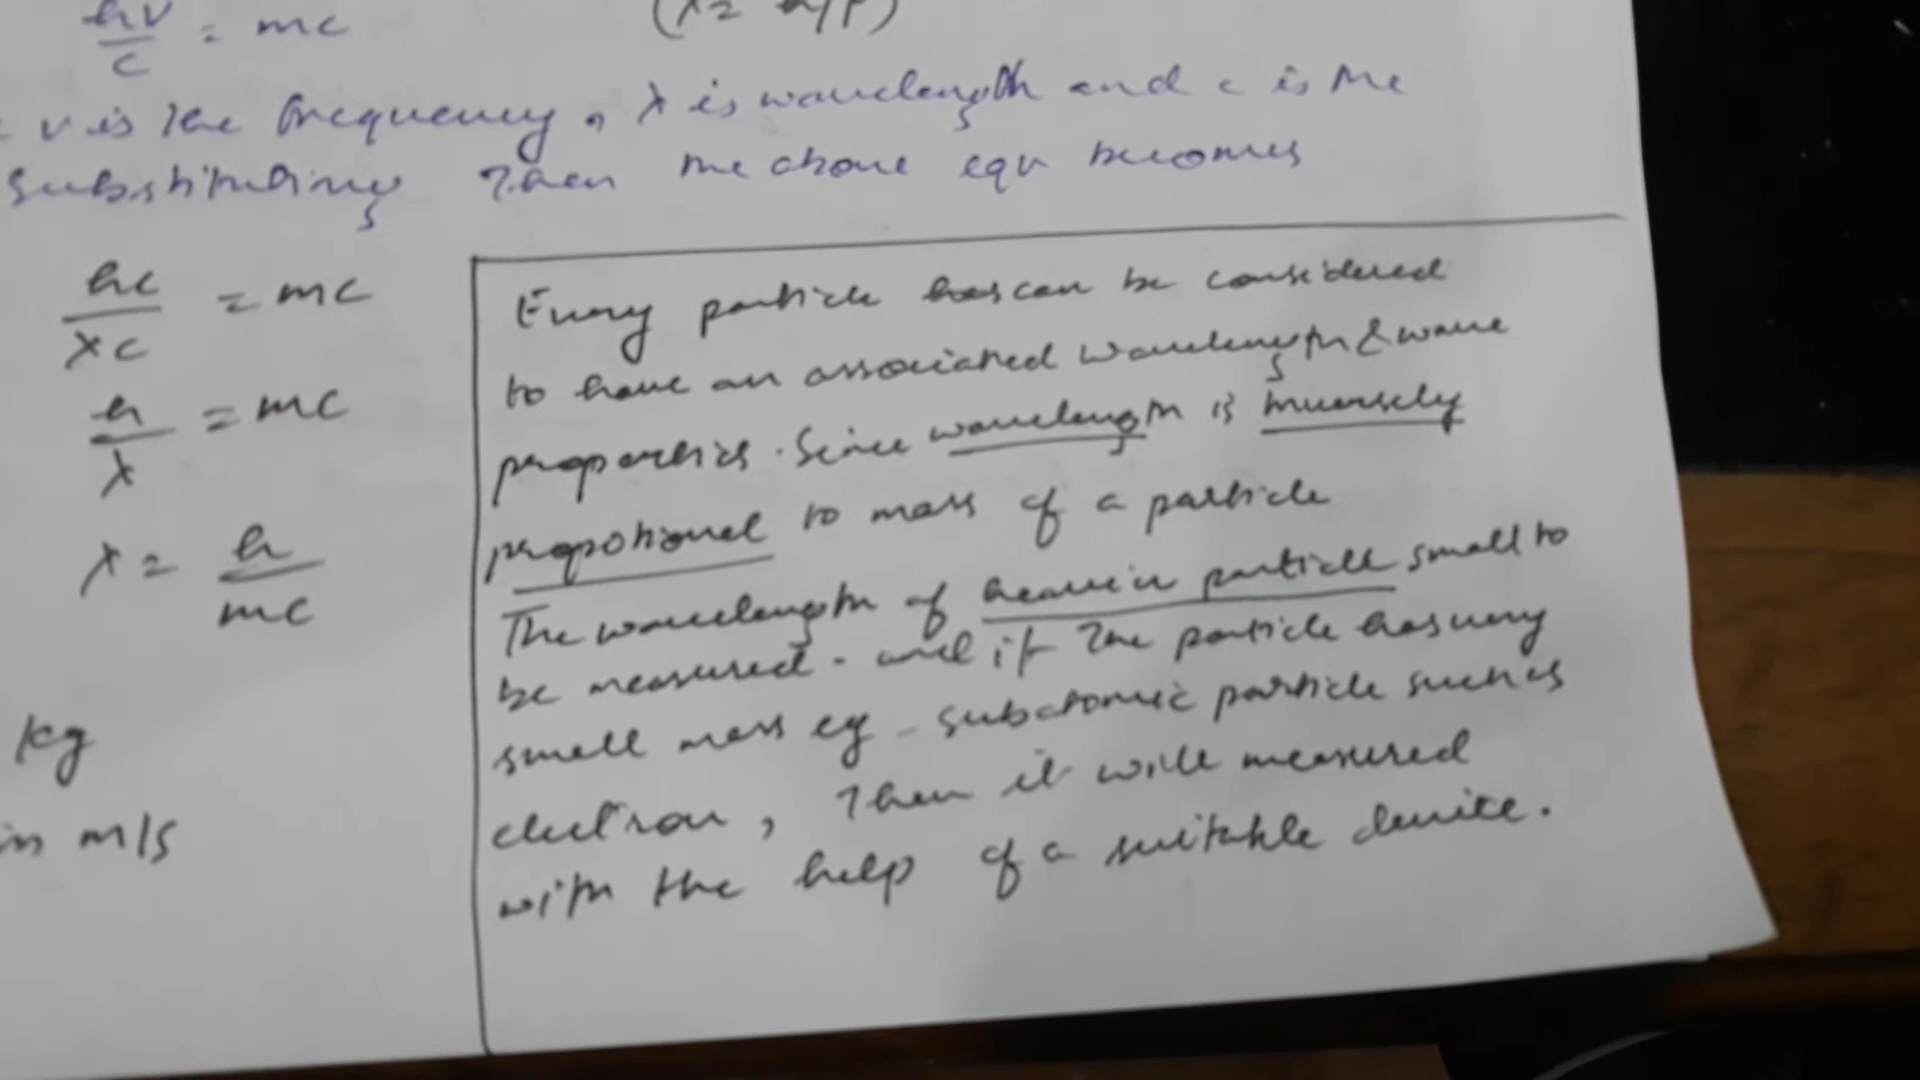 hν/c = mc
(λ = h/p)
ν is the frequency, λ is wavelength and c is the
substituting then the above eqn becomes
hc/λc = mc
h/λ = mc
λ = h/mc
kg
in m/s
Every particle has can be considered
to have an associated wavelength & wave
properties. Since wavelength is inversely
propotional to mass of a particle
The wavelength of heavier particle small to
be measured. and if the particle has very
small mass eg - subatomic particle such as
electron, then it will measured
with the help of a suitable device.